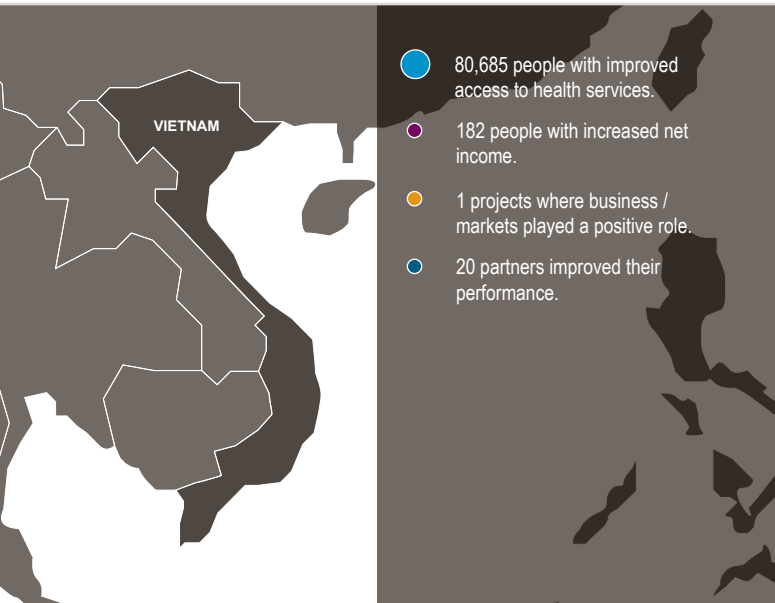 VIETNAM
80,685 people with improved
access to health services.
182 people with increased net
income.
1 projects where business /
markets played a positive role.
20 partners improved their
performance.